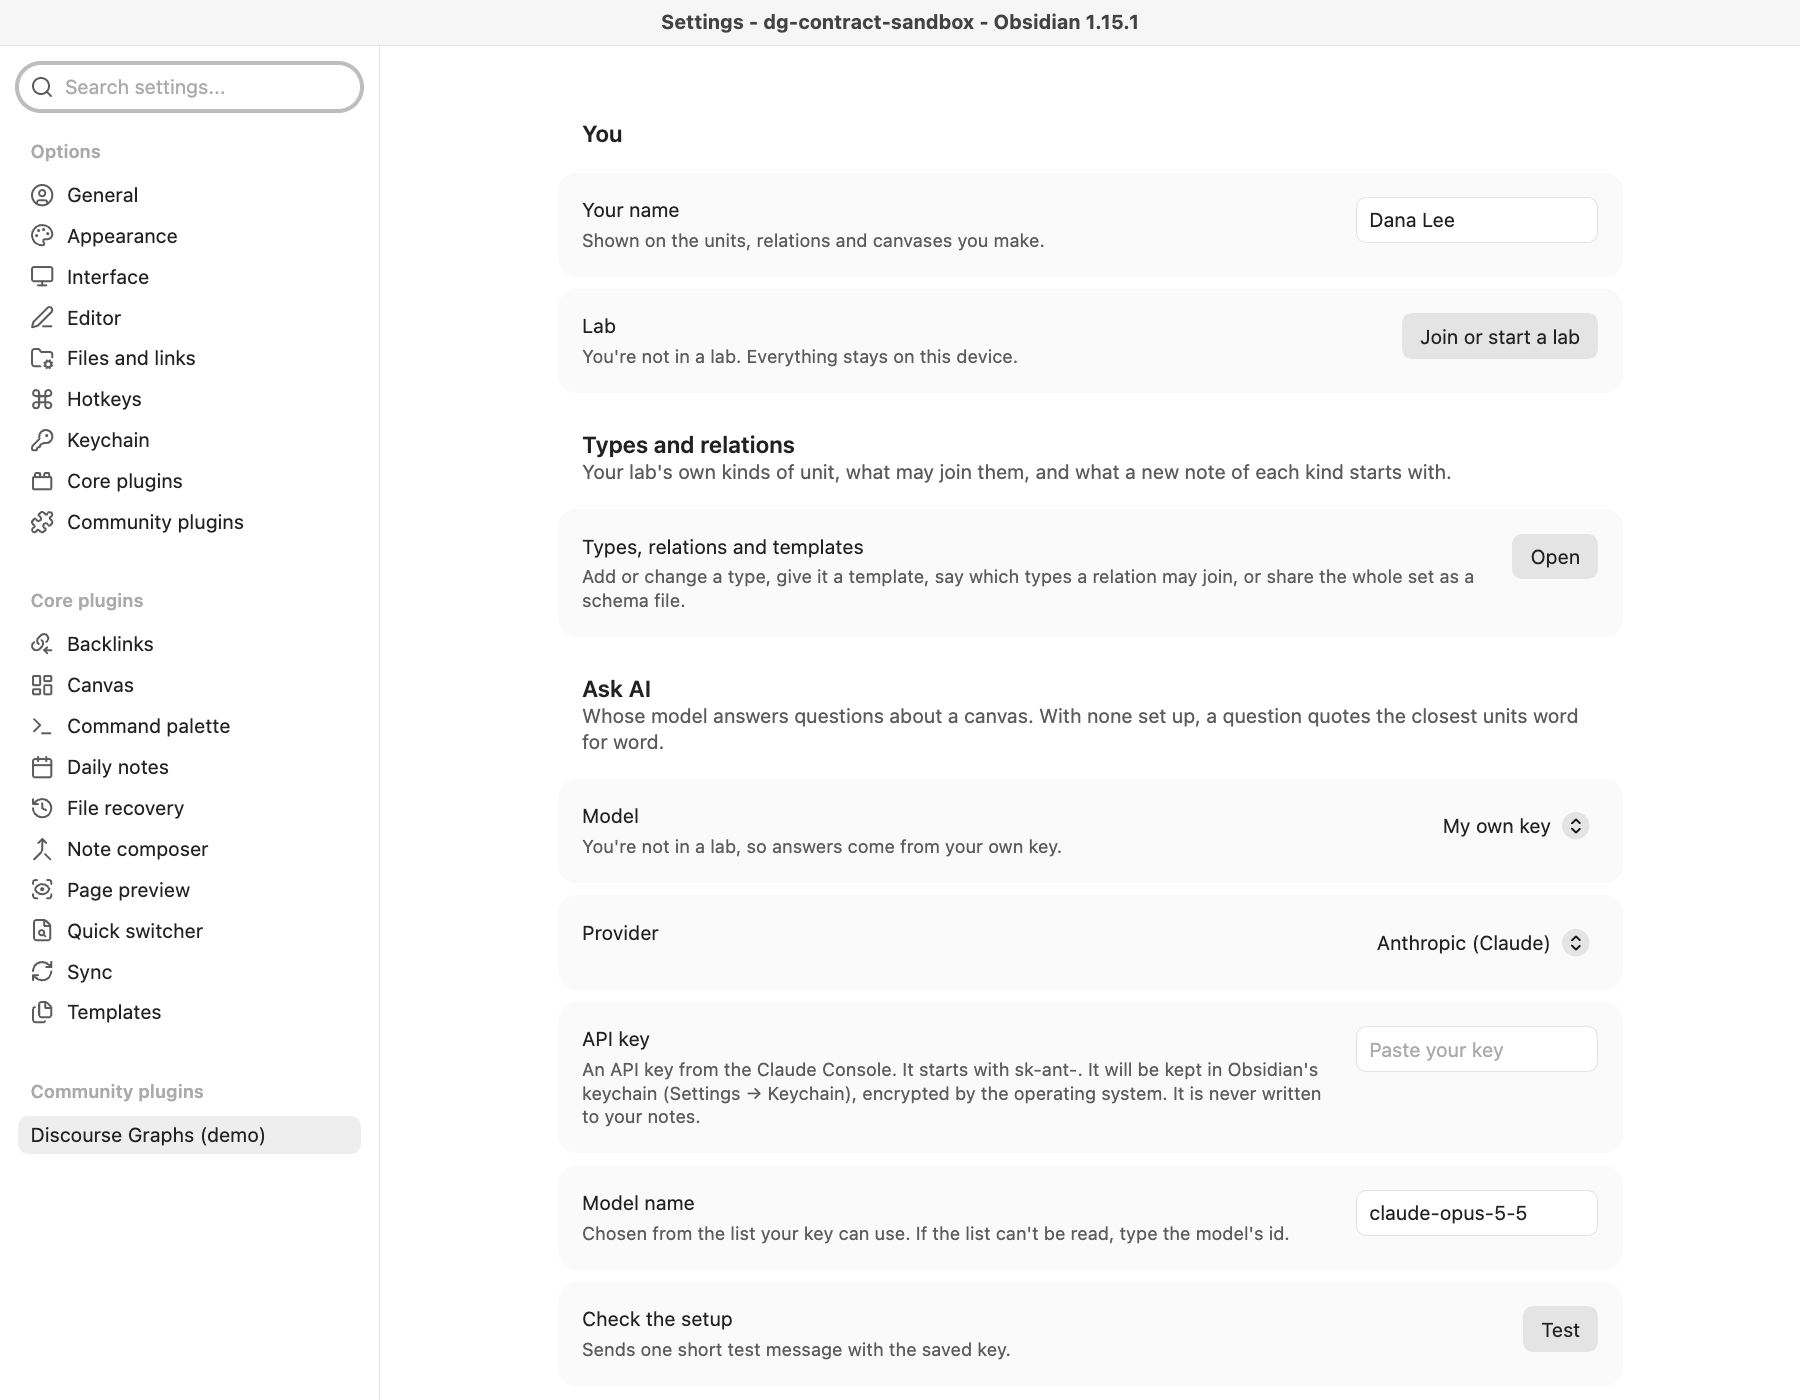 Settings - dg-contract-sandbox - Obsidian 1.15.1
Search settings...
Options
General
Appearance
Interface
Editor
Files and links
Hotkeys
Keychain
Core plugins
Community plugins
Core plugins
Backlinks
Canvas
Command palette
Daily notes
File recovery
Note composer
Page preview
Quick switcher
Sync
Templates
Community plugins
Discourse Graphs (demo)
You
Your name
Shown on the units, relations and canvases you make.
Dana Lee
Lab
You're not in a lab. Everything stays on this device.
Join or start a lab
Types and relations
Your lab's own kinds of unit, what may join them, and what a new note of each kind starts with.
Types, relations and templates
Add or change a type, give it a template, say which types a relation may join, or share the whole set as a
schema file.
Open
Ask AI
Whose model answers questions about a canvas. With none set up, a question quotes the closest units word
for word.
Model
You're not in a lab, so answers come from your own key.
My own key
Provider
Anthropic (Claude)
API key
An API key from the Claude Console. It starts with sk-ant-. It will be kept in Obsidian's
keychain (Settings → Keychain), encrypted by the operating system. It is never written
to your notes.
Paste your key
Model name
Chosen from the list your key can use. If the list can't be read, type the model's id.
claude-opus-5-5
Check the setup
Sends one short test message with the saved key.
Test